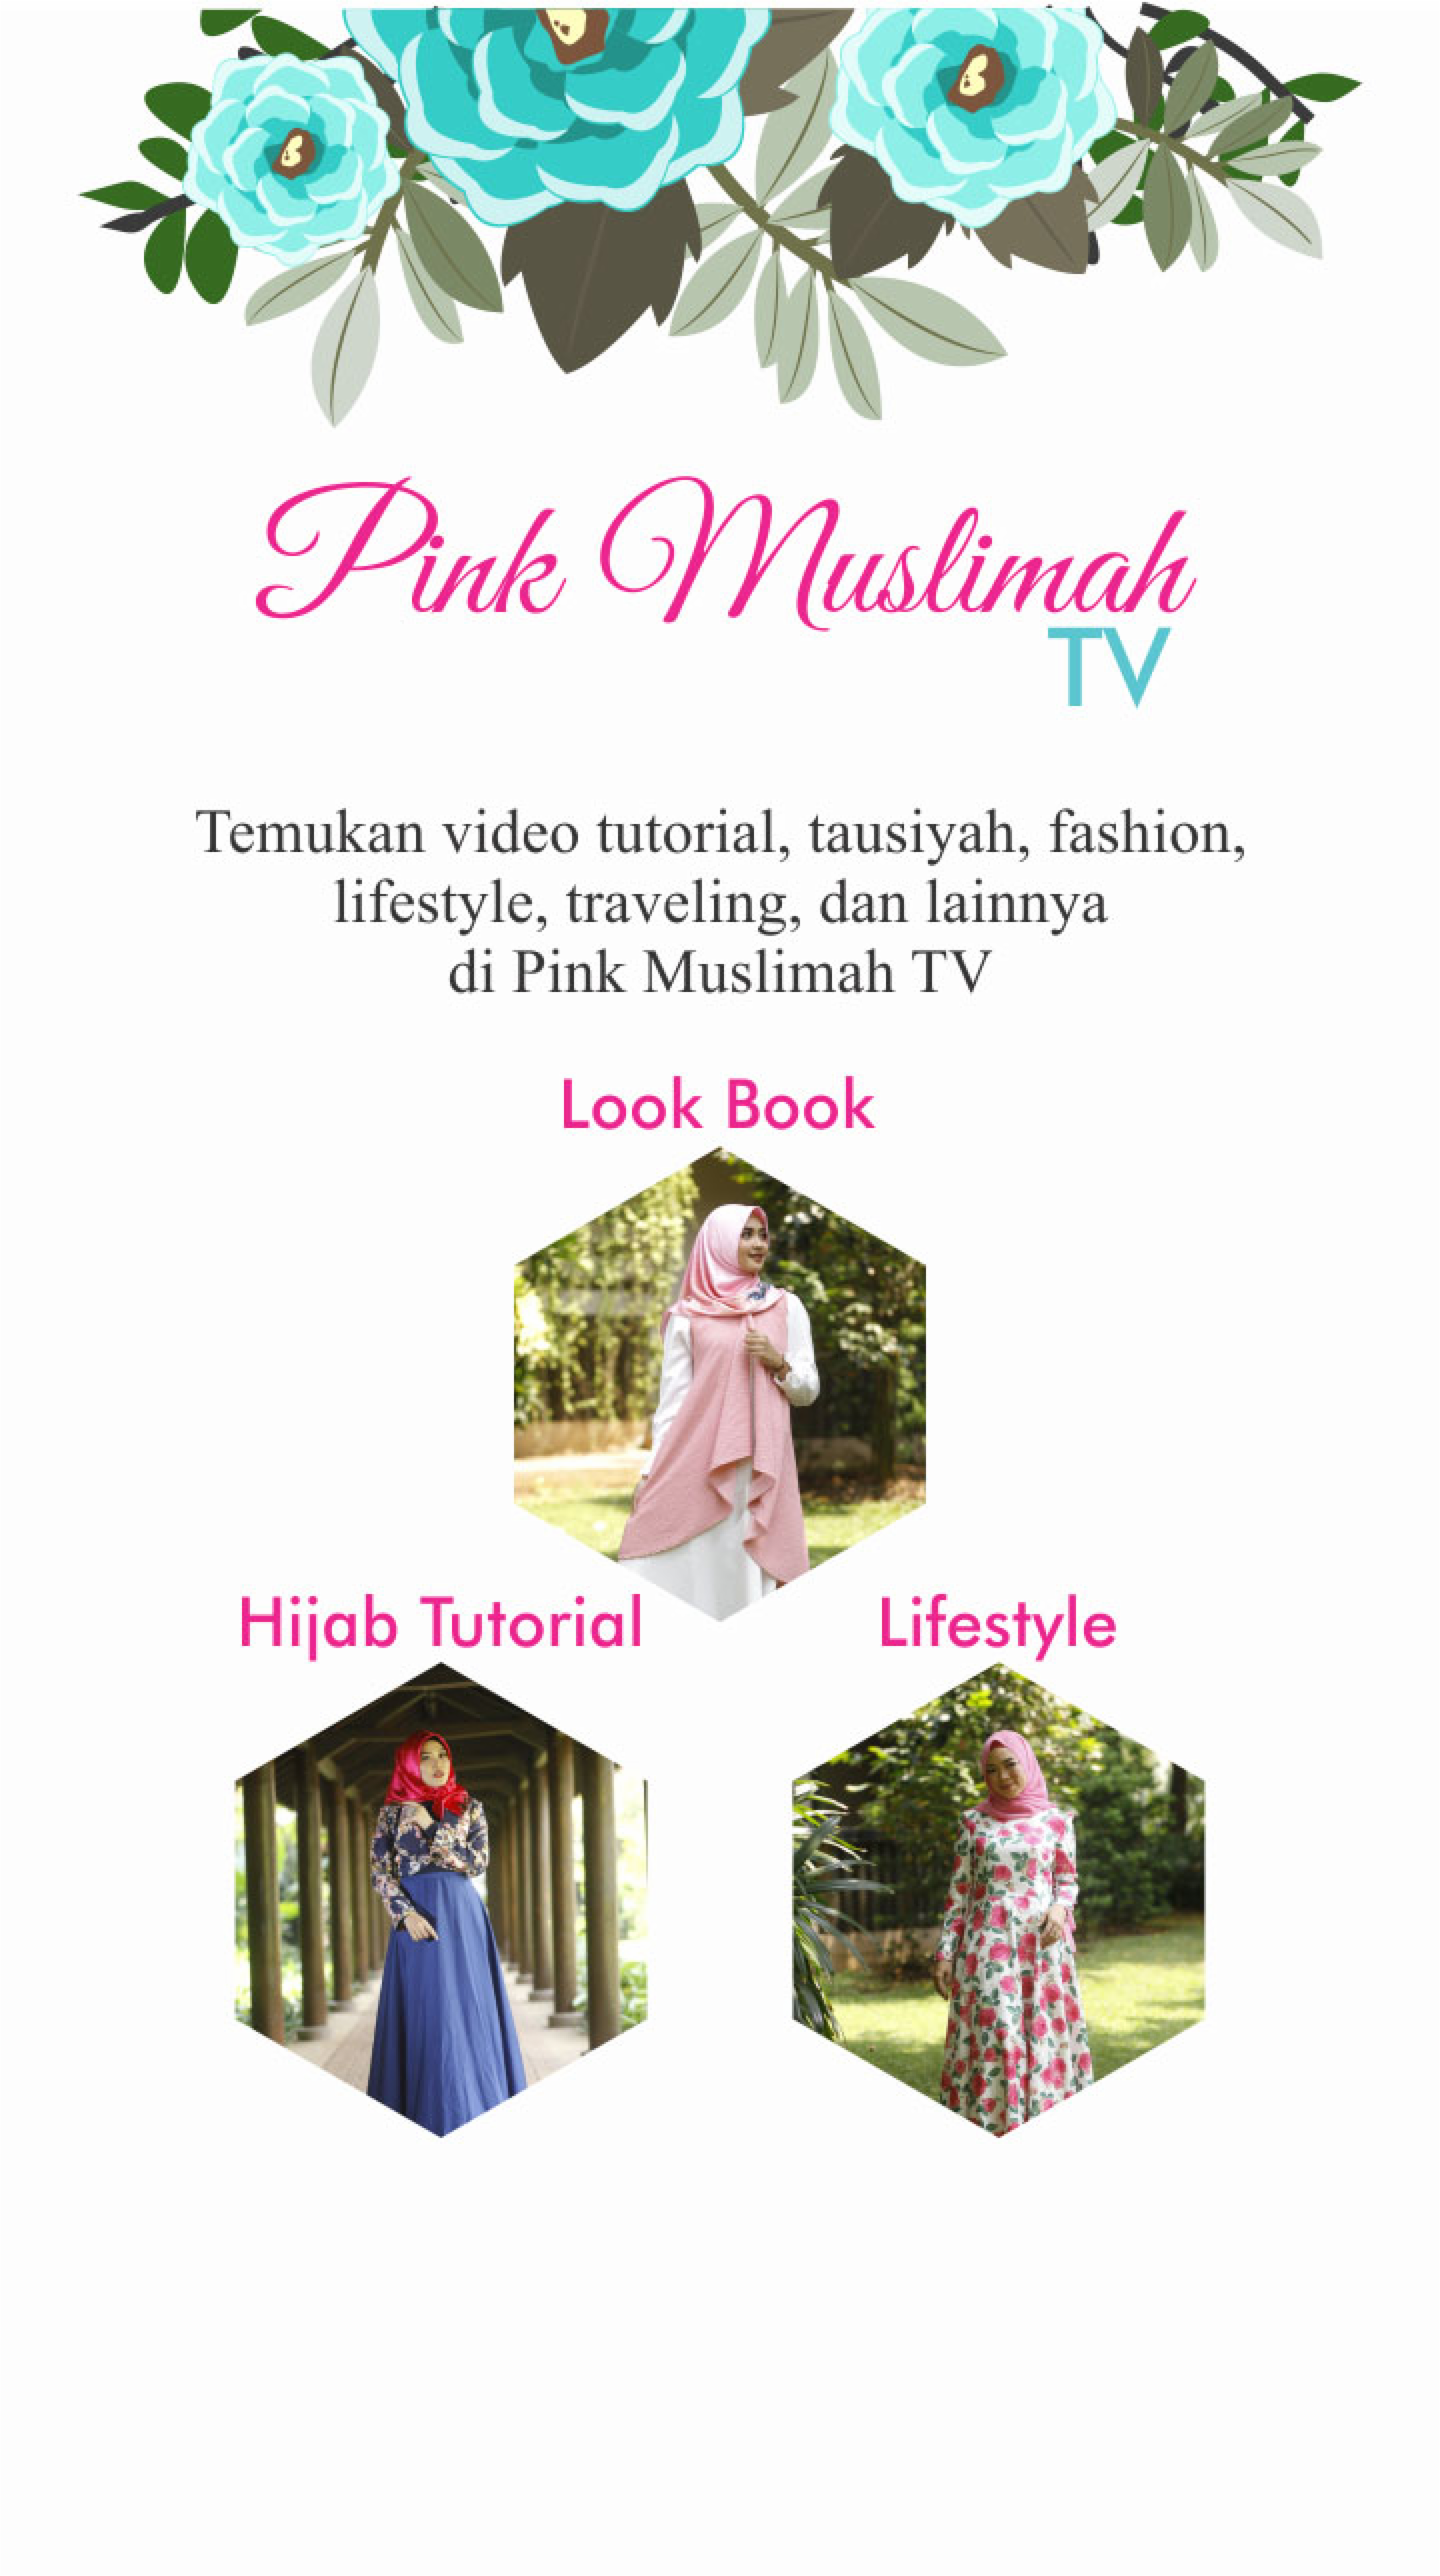 Pink Muslimah
TV
Temukan video tutorial, tausiyah, fashion,
lifestyle, traveling, dan lainnya
di Pink Muslimah TV
Look Book
Hijab Tutorial
Lifestyle